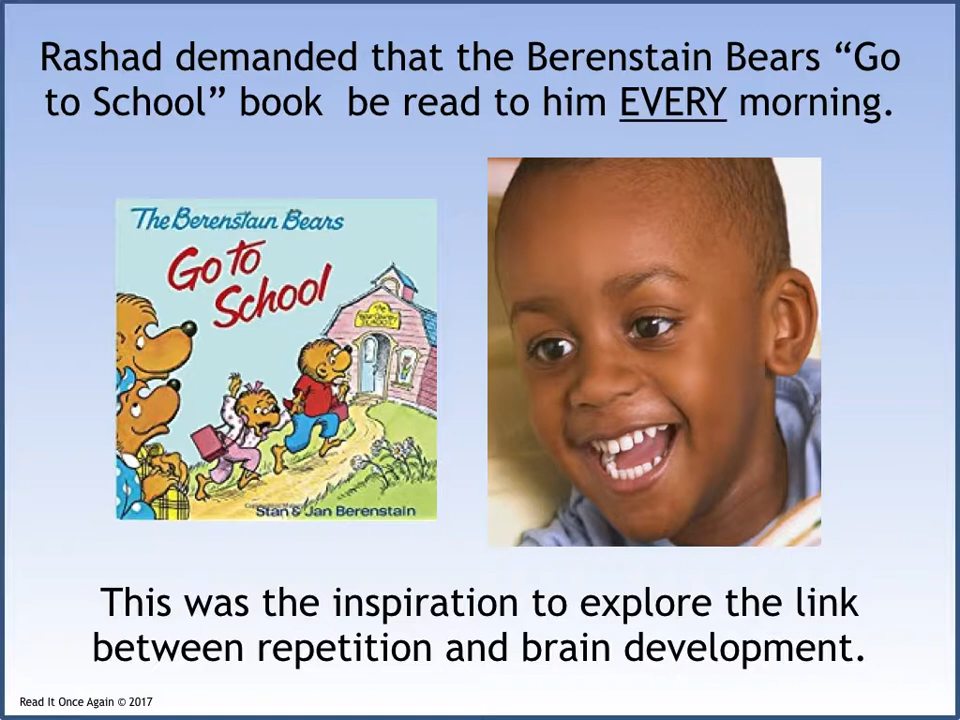 Rashad demanded that the Berenstain Bears “Go
to School” book  be read to him EVERY morning.
The Berenstain Bears
Go to
School
Stan & Jan Berenstain
This was the inspiration to explore the link
between repetition and brain development.
Read It Once Again © 2017